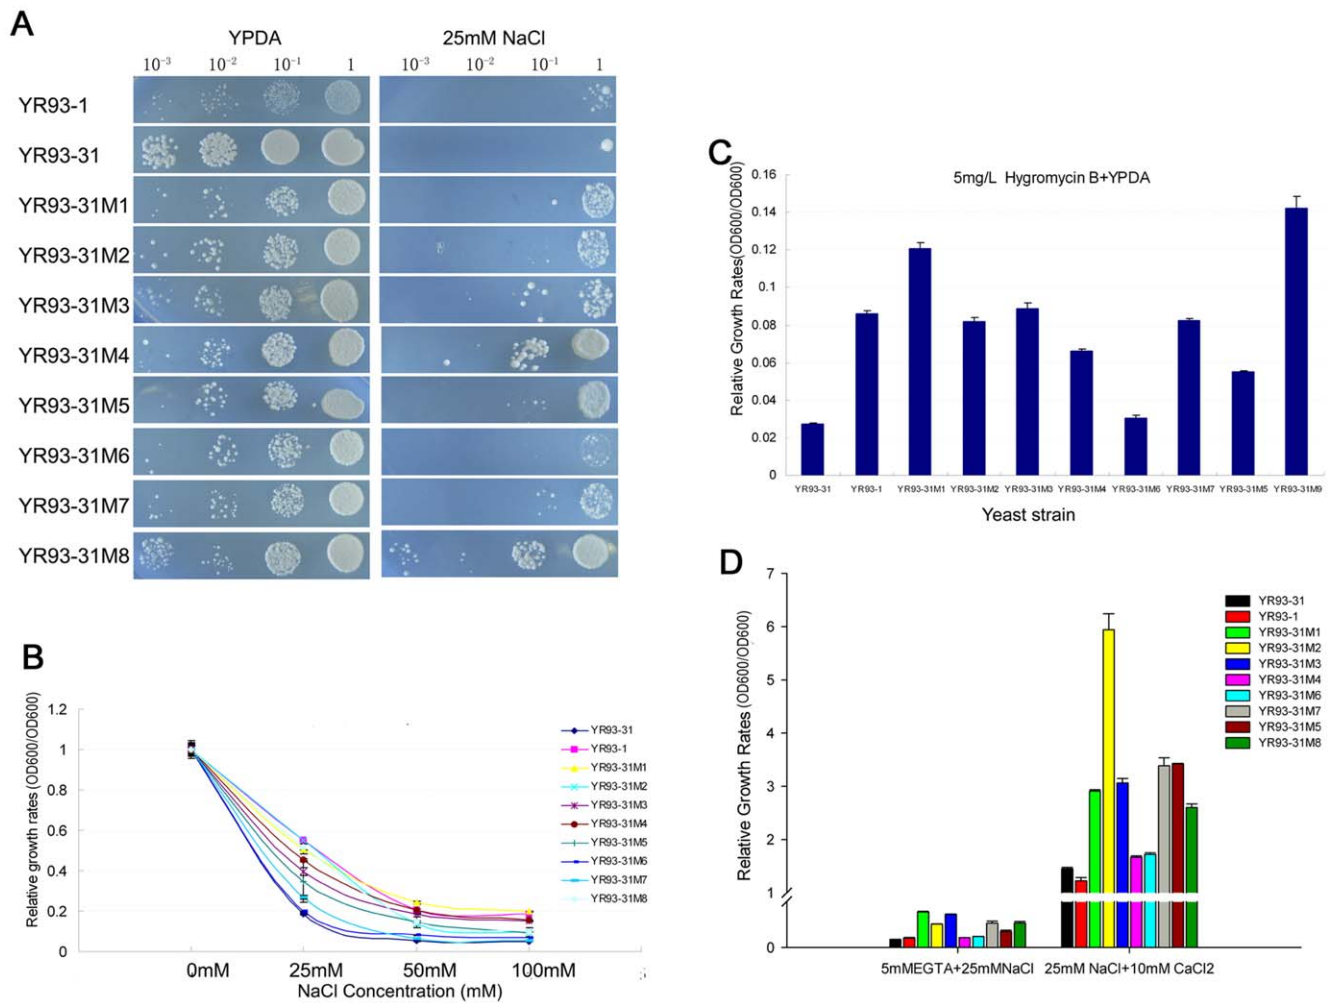 A
YPDA
25mM NaCl
10⁻³ 10⁻² 10⁻¹ 1 10⁻³ 10⁻² 10⁻¹ 1
YR93-1
YR93-31
YR93-31M1
YR93-31M2
YR93-31M3
YR93-31M4
YR93-31M5
YR93-31M6
YR93-31M7
YR93-31M8
B
Relative growth rates(OD600/OD600)
1.2
1
0.8
0.6
0.4
0.2
0
0mM 25mM 50mM 100mM
NaCl Concentration (mM)
YR93-31
YR93-1
YR93-31M1
YR93-31M2
YR93-31M3
YR93-31M4
YR93-31M5
YR93-31M6
YR93-31M7
YR93-31M8
C
Relative Growth Rates(OD600/OD600)
5mg/L Hygromycin B+YPDA
0.16
0.14
0.12
0.1
0.08
0.06
0.04
0.02
0
YR93-31 YR93-1 YR93-31M1 YR93-31M2 YR93-31M3 YR93-31M4 YR93-31M6 YR93-31M7 YR93-31M5 YR93-31M9
Yeast strain
D
Relative Growth Rates (OD600/OD600)
7
6
5
4
3
2
1
0
5mMEGTA+25mMNaCl 25mM NaCl+10mM CaCl2
YR93-31
YR93-1
YR93-31M1
YR93-31M2
YR93-31M3
YR93-31M4
YR93-31M6
YR93-31M7
YR93-31M5
YR93-31M8